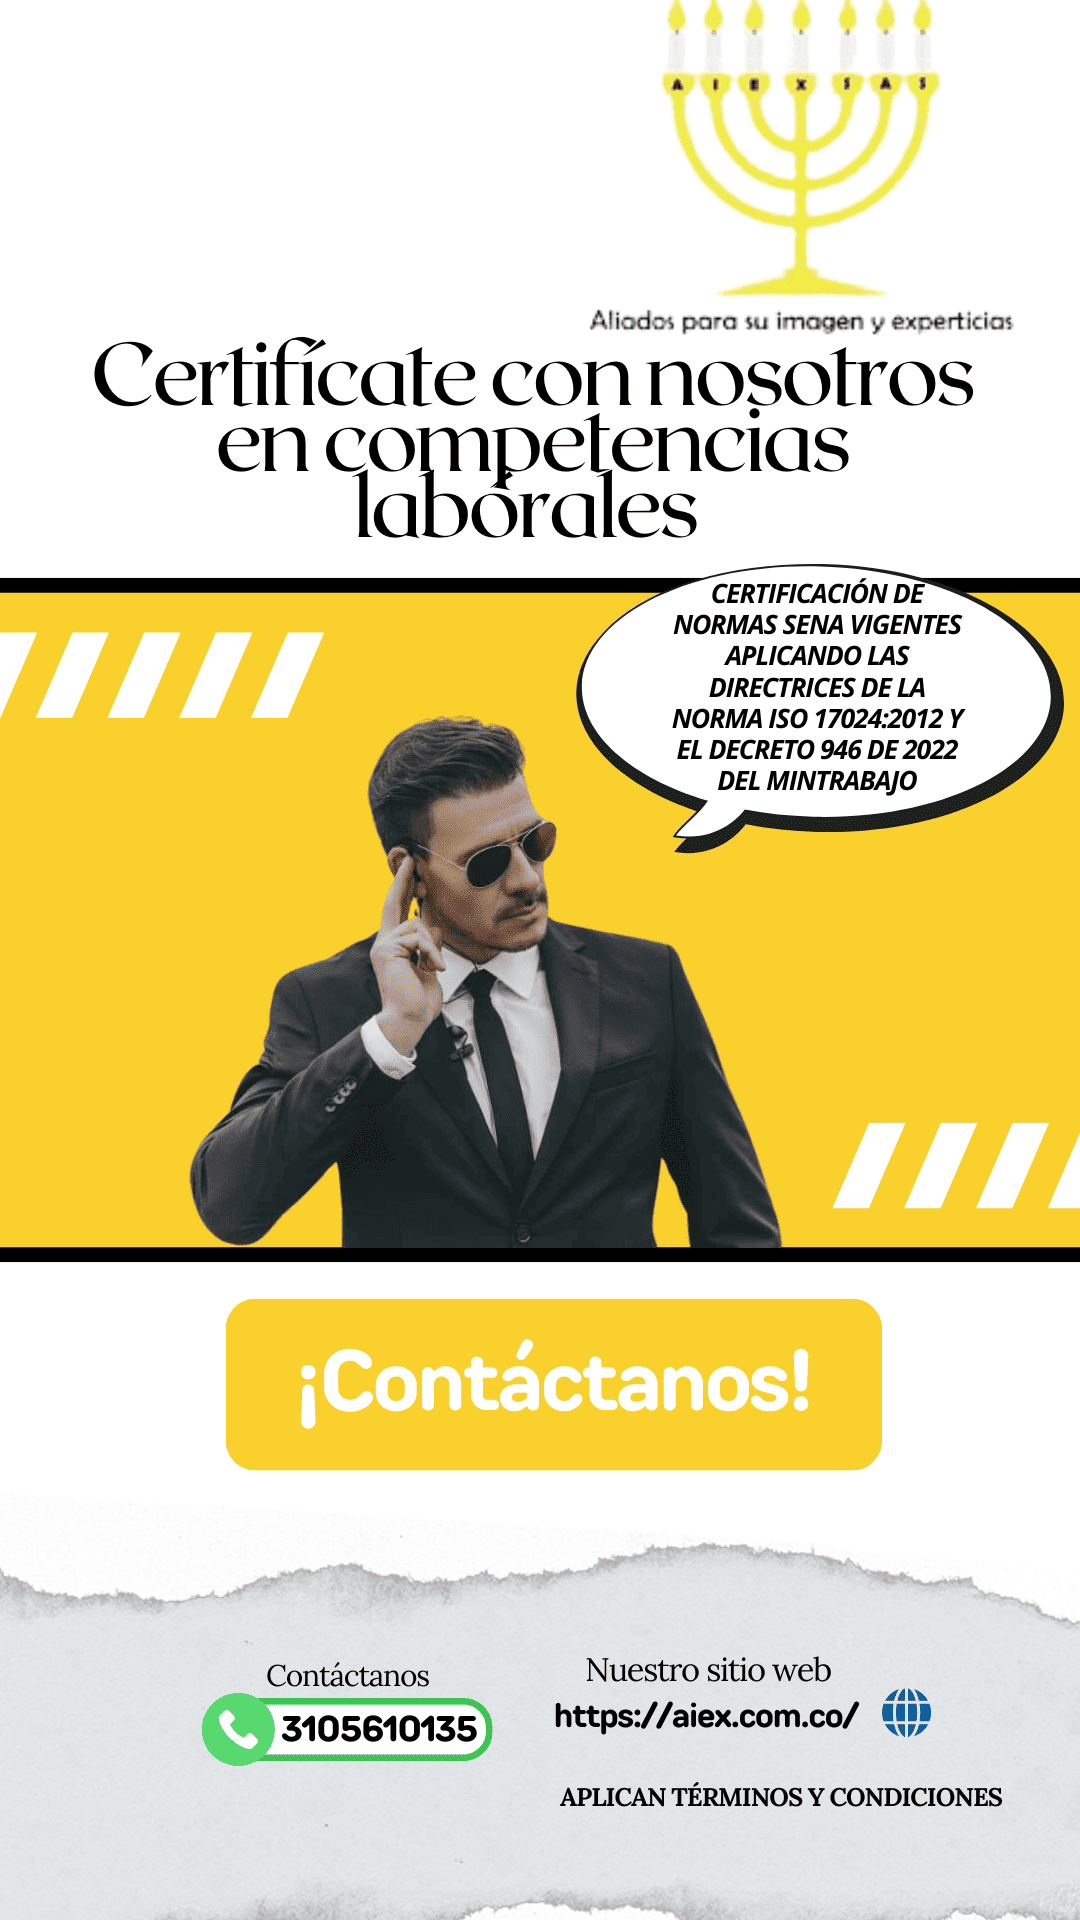 A I E X S A S
Aliados para su imagen y experticias
Certifícate con nosotros
en competencias
laborales
CERTIFICACIÓN DE
NORMAS SENA VIGENTES
APLICANDO LAS
DIRECTRICES DE LA
NORMA ISO 17024:2012 Y
EL DECRETO 946 DE 2022
DEL MINTRABAJO
¡Contáctanos!
Contáctanos
3105610135
Nuestro sitio web
https://aiex.com.co/
APLICAN TÉRMINOS Y CONDICIONES